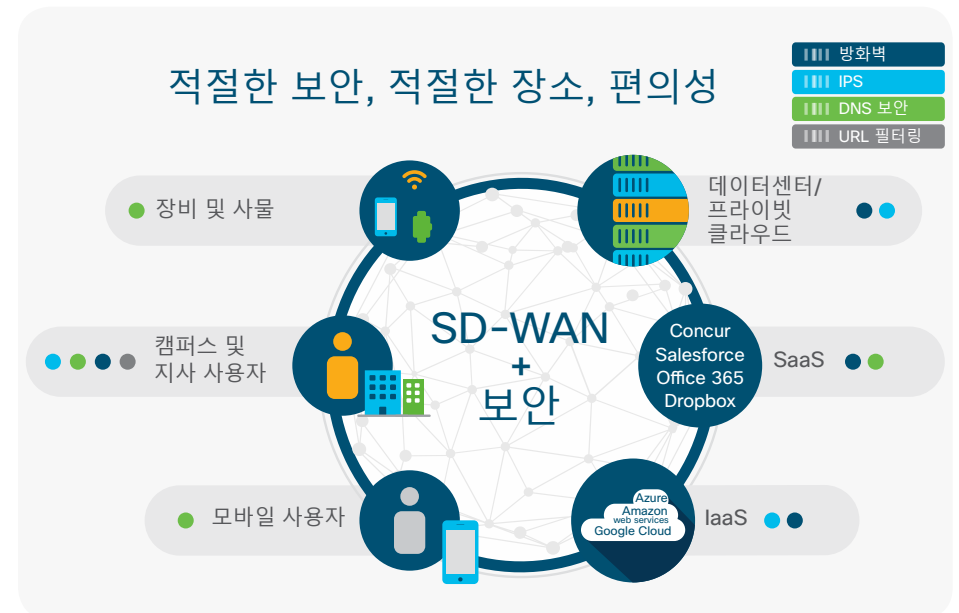 적절한 보안, 적절한 장소, 편의성
방화벽
IPS
DNS 보안
URL 필터링
장비 및 사물
데이터센터/
프라이빗
클라우드
캠퍼스 및
지사 사용자
SD-WAN
+
보안
Concur
Salesforce
Office 365
Dropbox
SaaS
모바일 사용자
Azure
Amazon
web services
Google Cloud
IaaS